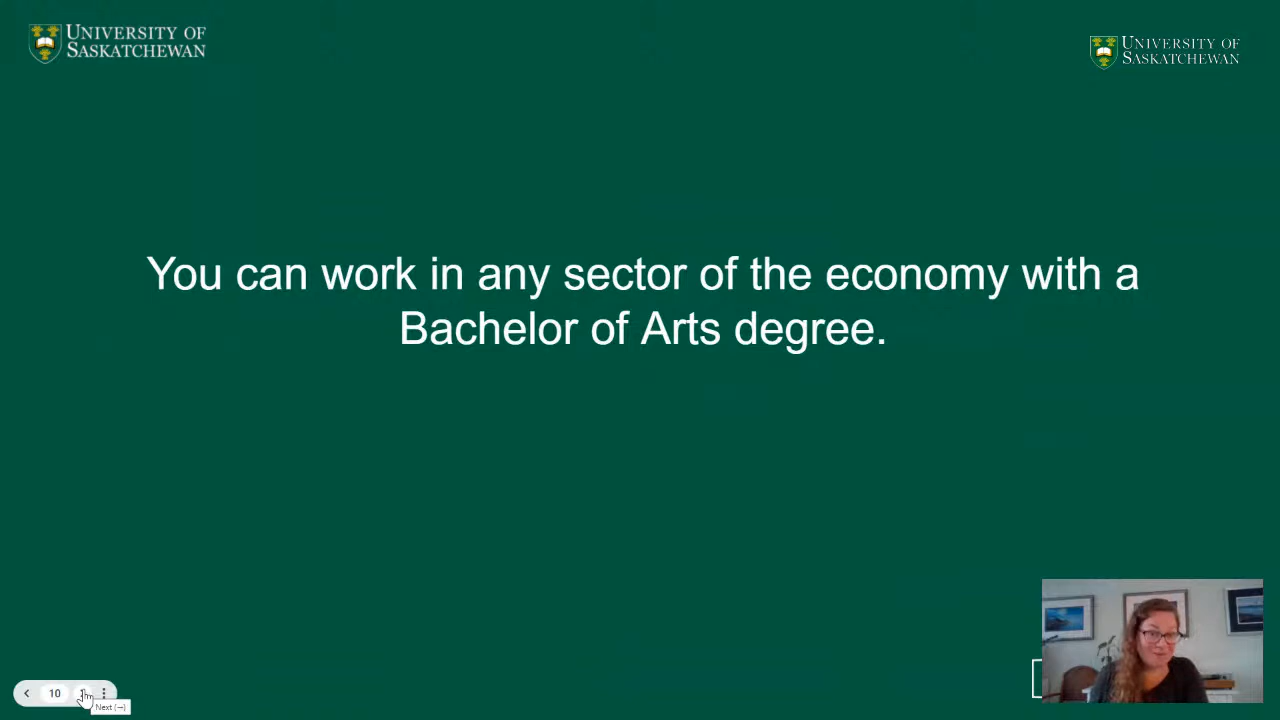 UNIVERSITY OF
SASKATCHEWAN
UNIVERSITY OF
SASKATCHEWAN
You can work in any sector of the economy with a
Bachelor of Arts degree.
10
Next (→)